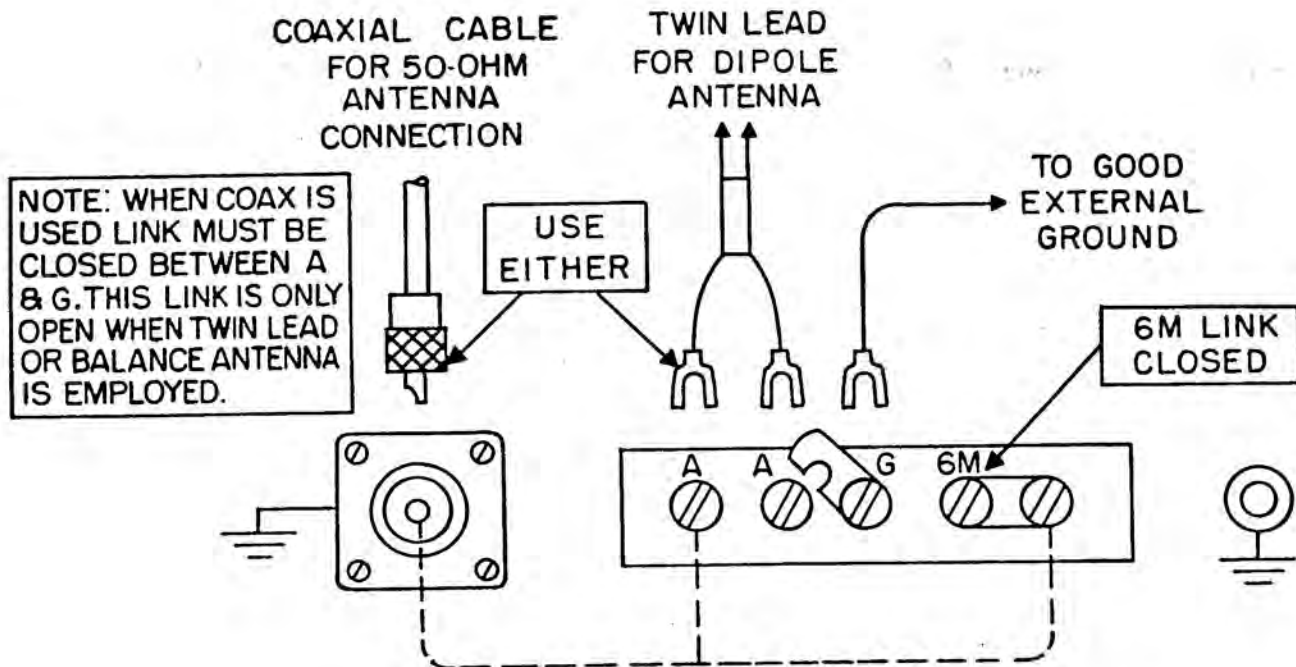 COAXIAL CABLE
FOR 50-OHM
ANTENNA
CONNECTION
TWIN LEAD
FOR DIPOLE
ANTENNA
NOTE: WHEN COAX IS
USED LINK MUST BE
CLOSED BETWEEN A
& G. THIS LINK IS ONLY
OPEN WHEN TWIN LEAD
OR BALANCE ANTENNA
IS EMPLOYED.
USE
EITHER
TO GOOD
EXTERNAL
GROUND
6M LINK
CLOSED
A A G 6M